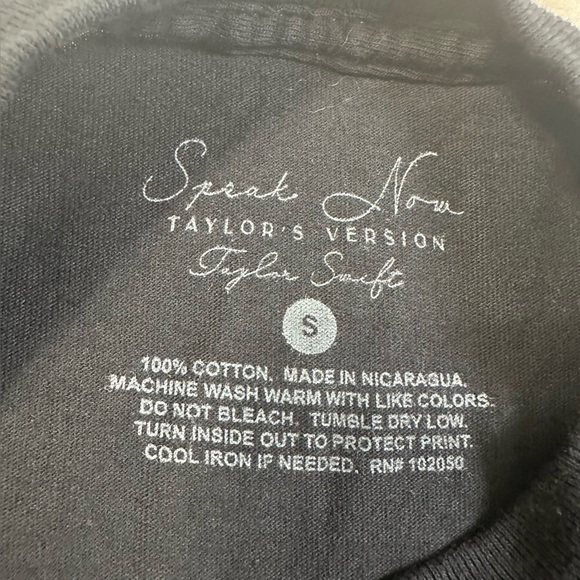 Speak Now
TAYLOR'S VERSION
Taylor Swift
S
100% COTTON. MADE IN NICARAGUA.
MACHINE WASH WARM WITH LIKE COLORS.
DO NOT BLEACH. TUMBLE DRY LOW.
TURN INSIDE OUT TO PROTECT PRINT.
COOL IRON IF NEEDED. RN# 102050